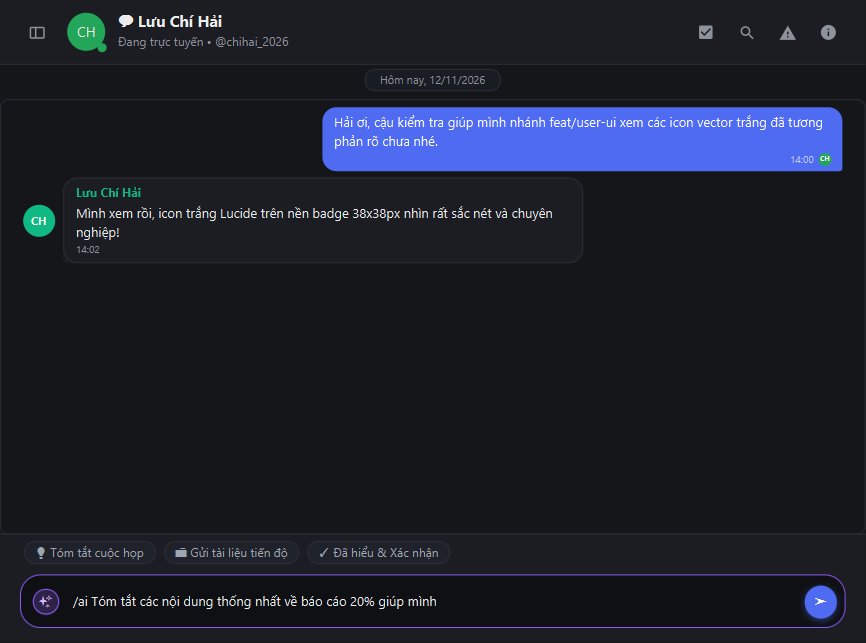 CH
Lưu Chí Hải
Đang trực tuyến • @chihai_2026
Hôm nay, 12/11/2026
Hải ơi, cậu kiểm tra giúp mình nhánh feat/user-ui xem các icon vector trắng đã tương
phản rõ chưa nhé.
14:00 CH
Lưu Chí Hải
CH
Mình xem rồi, icon trắng Lucide trên nền badge 38x38px nhìn rất sắc nét và chuyên
nghiệp!
14:02
Tóm tắt cuộc họp
Gửi tài liệu tiến độ
✓ Đã hiểu & Xác nhận
/ai Tóm tắt các nội dung thống nhất về báo cáo 20% giúp mình